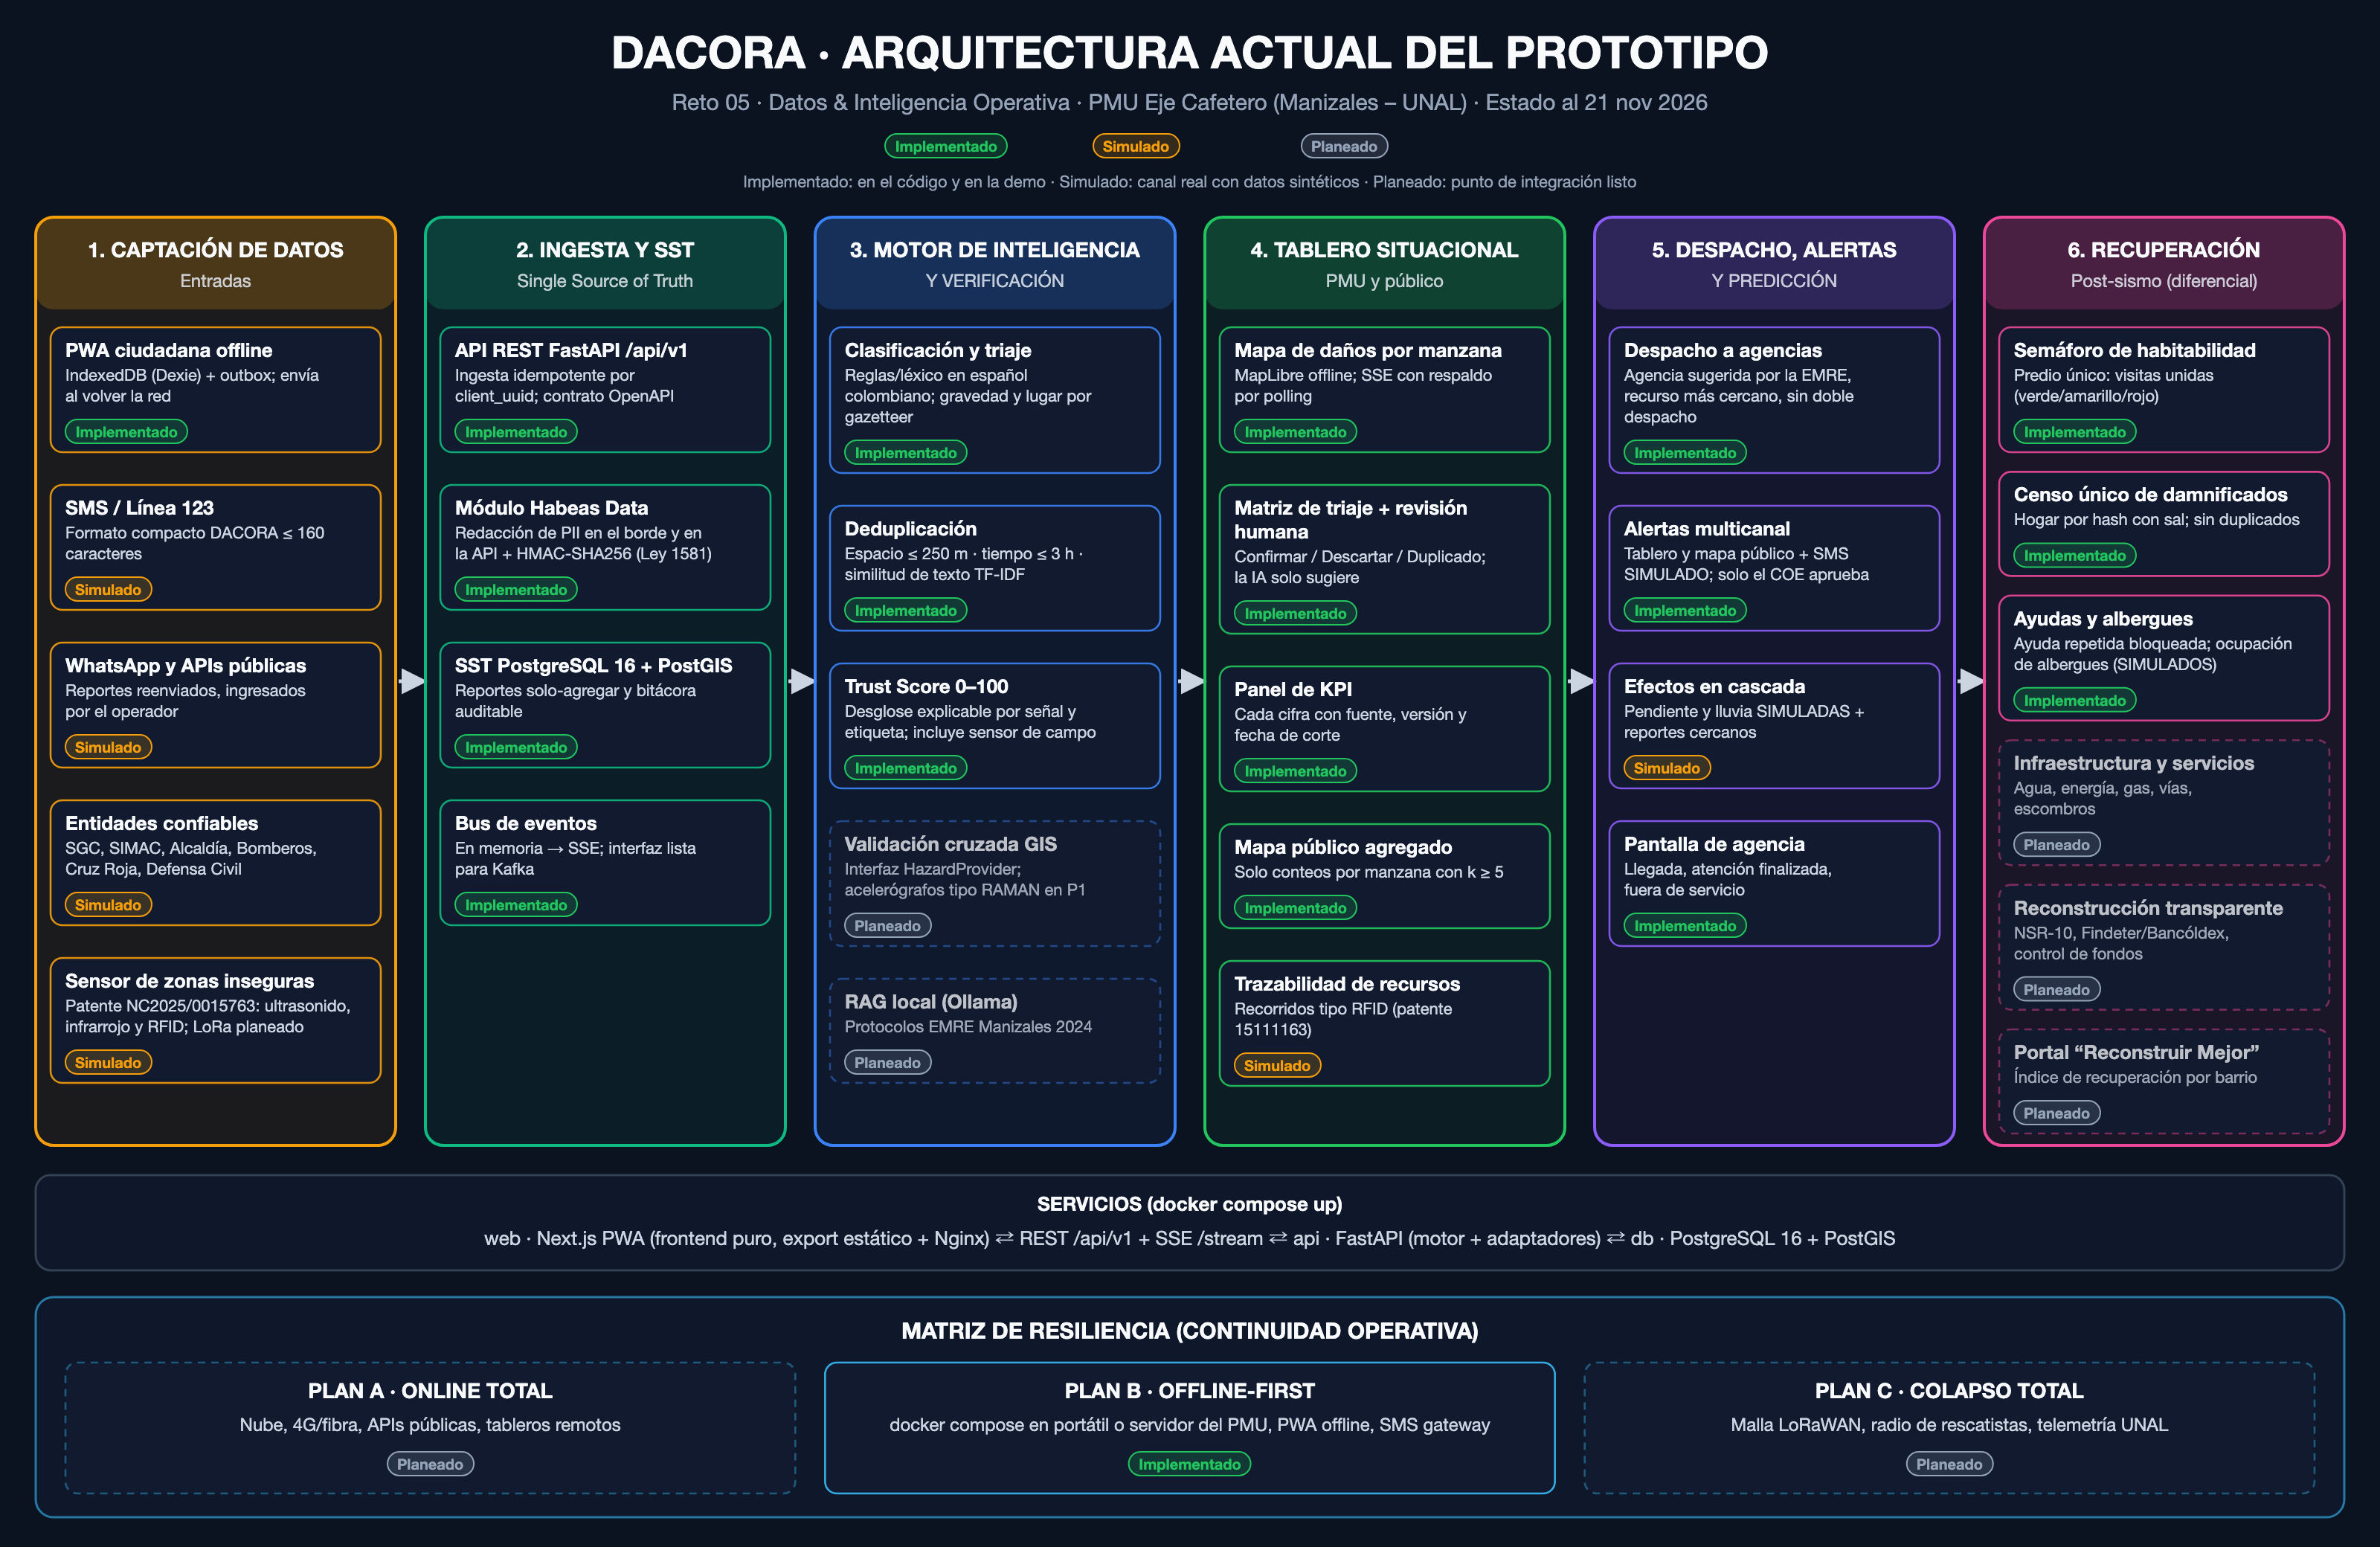 DACORA · ARQUITECTURA ACTUAL DEL PROTOTIPO
Reto 05 · Datos & Inteligencia Operativa · PMU Eje Cafetero (Manizales – UNAL) · Estado al 21 nov 2026
Implementado
Simulado
Planeado
Implementado: en el código y en la demo · Simulado: canal real con datos sintéticos · Planeado: punto de integración listo
1. CAPTACIÓN DE DATOS
Entradas
PWA ciudadana offline
IndexedDB (Dexie) + outbox; envía
al volver la red
Implementado
SMS / Línea 123
Formato compacto DACORA ≤ 160
caracteres
Simulado
WhatsApp y APIs públicas
Reportes reenviados, ingresados
por el operador
Simulado
Entidades confiables
SGC, SIMAC, Alcaldía, Bomberos,
Cruz Roja, Defensa Civil
Simulado
Sensor de zonas inseguras
Patente NC2025/0015763: ultrasonido,
infrarrojo y RFID; LoRa planeado
Simulado
2. INGESTA Y SST
Single Source of Truth
API REST FastAPI /api/v1
Ingesta idempotente por
client_uuid; contrato OpenAPI
Implementado
Módulo Habeas Data
Redacción de PII en el borde y en
la API + HMAC-SHA256 (Ley 1581)
Implementado
SST PostgreSQL 16 + PostGIS
Reportes solo-agregar y bitácora
auditable
Implementado
Bus de eventos
En memoria → SSE; interfaz lista
para Kafka
Implementado
3. MOTOR DE INTELIGENCIA
Y VERIFICACIÓN
Clasificación y triaje
Reglas/léxico en español
colombiano; gravedad y lugar por
gazetteer
Implementado
Deduplicación
Espacio ≤ 250 m · tiempo ≤ 3 h ·
similitud de texto TF-IDF
Implementado
Trust Score 0–100
Desglose explicable por señal y
etiqueta; incluye sensor de campo
Implementado
Validación cruzada GIS
Interfaz HazardProvider;
acelerógrafos tipo RAMAN en P1
Planeado
RAG local (Ollama)
Protocolos EMRE Manizales 2024
Planeado
4. TABLERO SITUACIONAL
PMU y público
Mapa de daños por manzana
MapLibre offline; SSE con respaldo
por polling
Implementado
Matriz de triaje + revisión
humana
Confirmar / Descartar / Duplicado;
la IA solo sugiere
Implementado
Panel de KPI
Cada cifra con fuente, versión y
fecha de corte
Implementado
Mapa público agregado
Solo conteos por manzana con k ≥ 5
Implementado
Trazabilidad de recursos
Recorridos tipo RFID (patente
15111163)
Simulado
5. DESPACHO, ALERTAS
Y PREDICCIÓN
Despacho a agencias
Agencia sugerida por la EMRE,
recurso más cercano, sin doble
despacho
Implementado
Alertas multicanal
Tablero y mapa público + SMS
SIMULADO; solo el COE aprueba
Implementado
Efectos en cascada
Pendiente y lluvia SIMULADAS +
reportes cercanos
Simulado
Pantalla de agencia
Llegada, atención finalizada,
fuera de servicio
Implementado
6. RECUPERACIÓN
Post-sismo (diferencial)
Semáforo de habitabilidad
Predio único: visitas unidas
(verde/amarillo/rojo)
Implementado
Censo único de damnificados
Hogar por hash con sal; sin duplicados
Implementado
Ayudas y albergues
Ayuda repetida bloqueada; ocupación
de albergues (SIMULADOS)
Implementado
Infraestructura y servicios
Agua, energía, gas, vías,
escombros
Planeado
Reconstrucción transparente
NSR-10, Findeter/Bancóldex,
control de fondos
Planeado
Portal “Reconstruir Mejor”
Índice de recuperación por barrio
Planeado
SERVICIOS (docker compose up)
web · Next.js PWA (frontend puro, export estático + Nginx) ⇄ REST /api/v1 + SSE /stream ⇄ api · FastAPI (motor + adaptadores) ⇄ db · PostgreSQL 16 + PostGIS
MATRIZ DE RESILIENCIA (CONTINUIDAD OPERATIVA)
PLAN A · ONLINE TOTAL
Nube, 4G/fibra, APIs públicas, tableros remotos
Planeado
PLAN B · OFFLINE-FIRST
docker compose en portátil o servidor del PMU, PWA offline, SMS gateway
Implementado
PLAN C · COLAPSO TOTAL
Malla LoRaWAN, radio de rescatistas, telemetría UNAL
Planeado